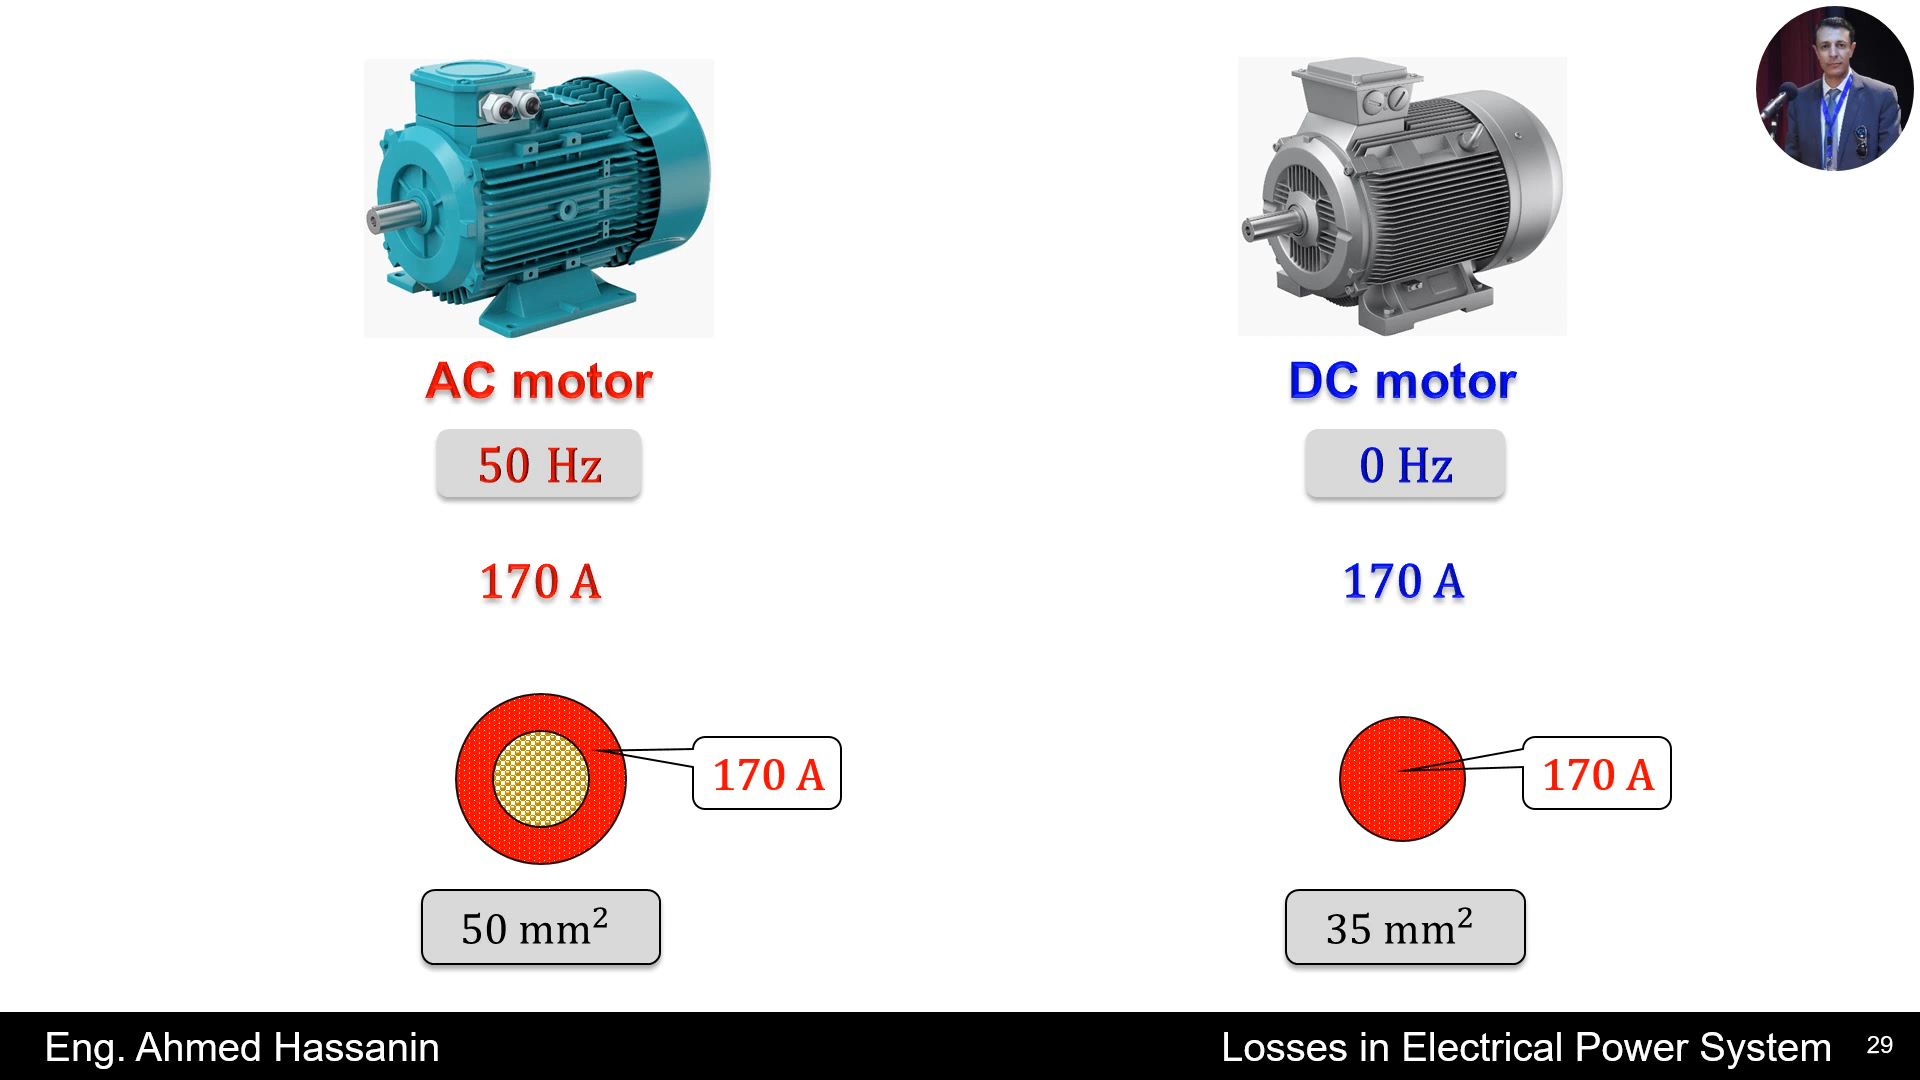 AC motor
DC motor
50 Hz
0 Hz
170 A
170 A
170 A
170 A
50 mm²
35 mm²
Eng. Ahmed Hassanin
Losses in Electrical Power System
29